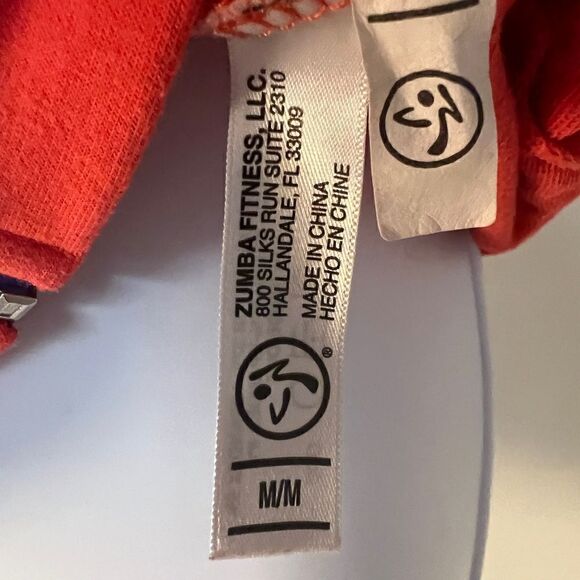 ZUMBA FITNESS, LLC.
800 SILKS RUN SUITE 2310
HALLANDALE, FL 33009
MADE IN CHINA
HECHO EN CHINE
®
M/M